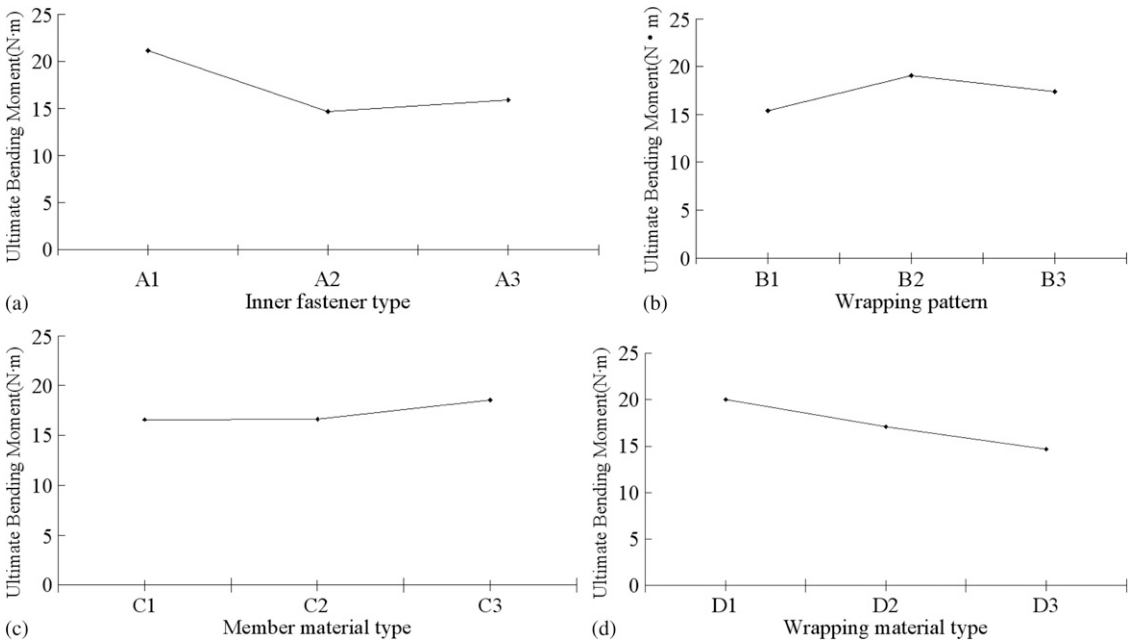 Ultimate Bending Moment(N·m)
25
20
15
10
5
0
A1 A2 A3
(a) Inner fastener type
Ultimate Bending Moment(N • m)
25
20
15
10
5
0
B1 B2 B3
(b) Wrapping pattern
Ultimate Bending Moment(N·m)
25
20
15
10
5
0
C1 C2 C3
(c) Member material type
Ultimate Bending Moment(N·m)
25
20
15
10
5
0
D1 D2 D3
(d) Wrapping material type